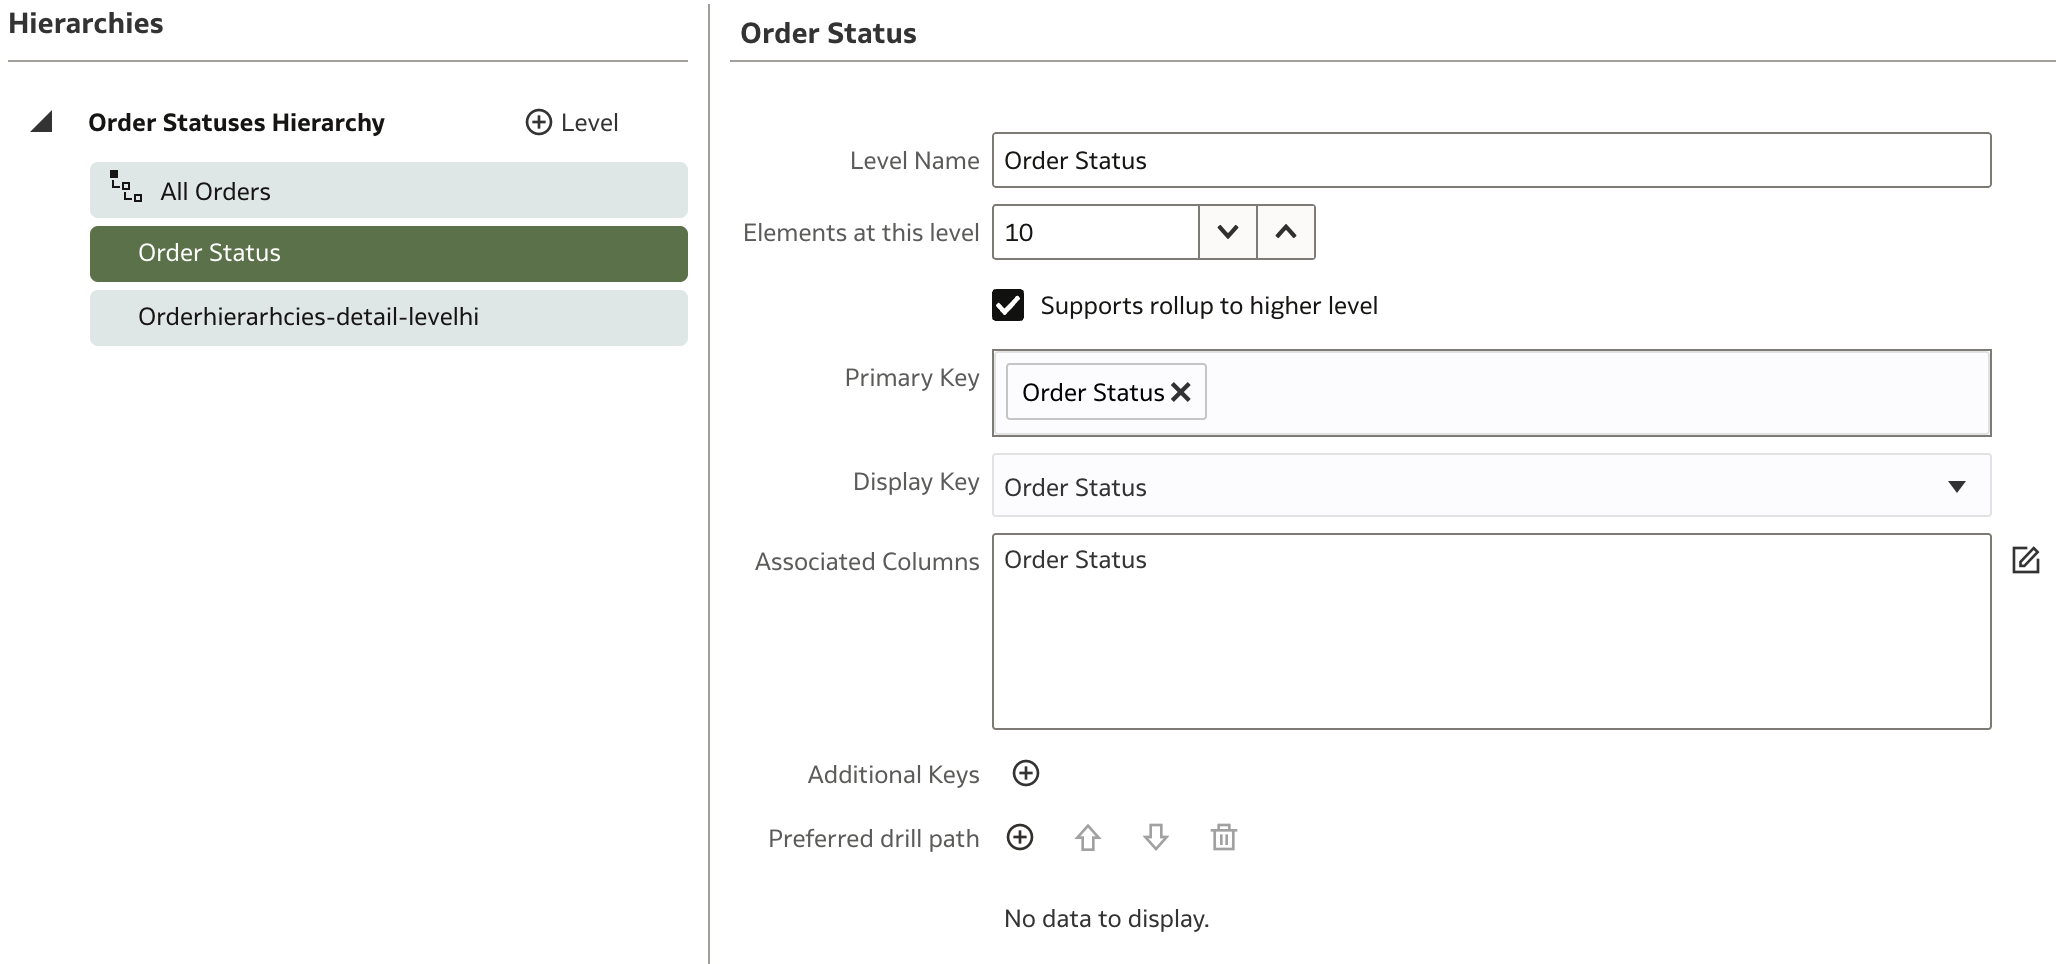 Hierarchies
Order Statuses Hierarchy
Level
All Orders
Order Status
Orderhierarhcies-detail-levelhi
Order Status
Level Name
Order Status
Elements at this level
10
Supports rollup to higher level
Primary Key
Order Status
Display Key
Order Status
Associated Columns
Order Status
Additional Keys
Preferred drill path
No data to display.